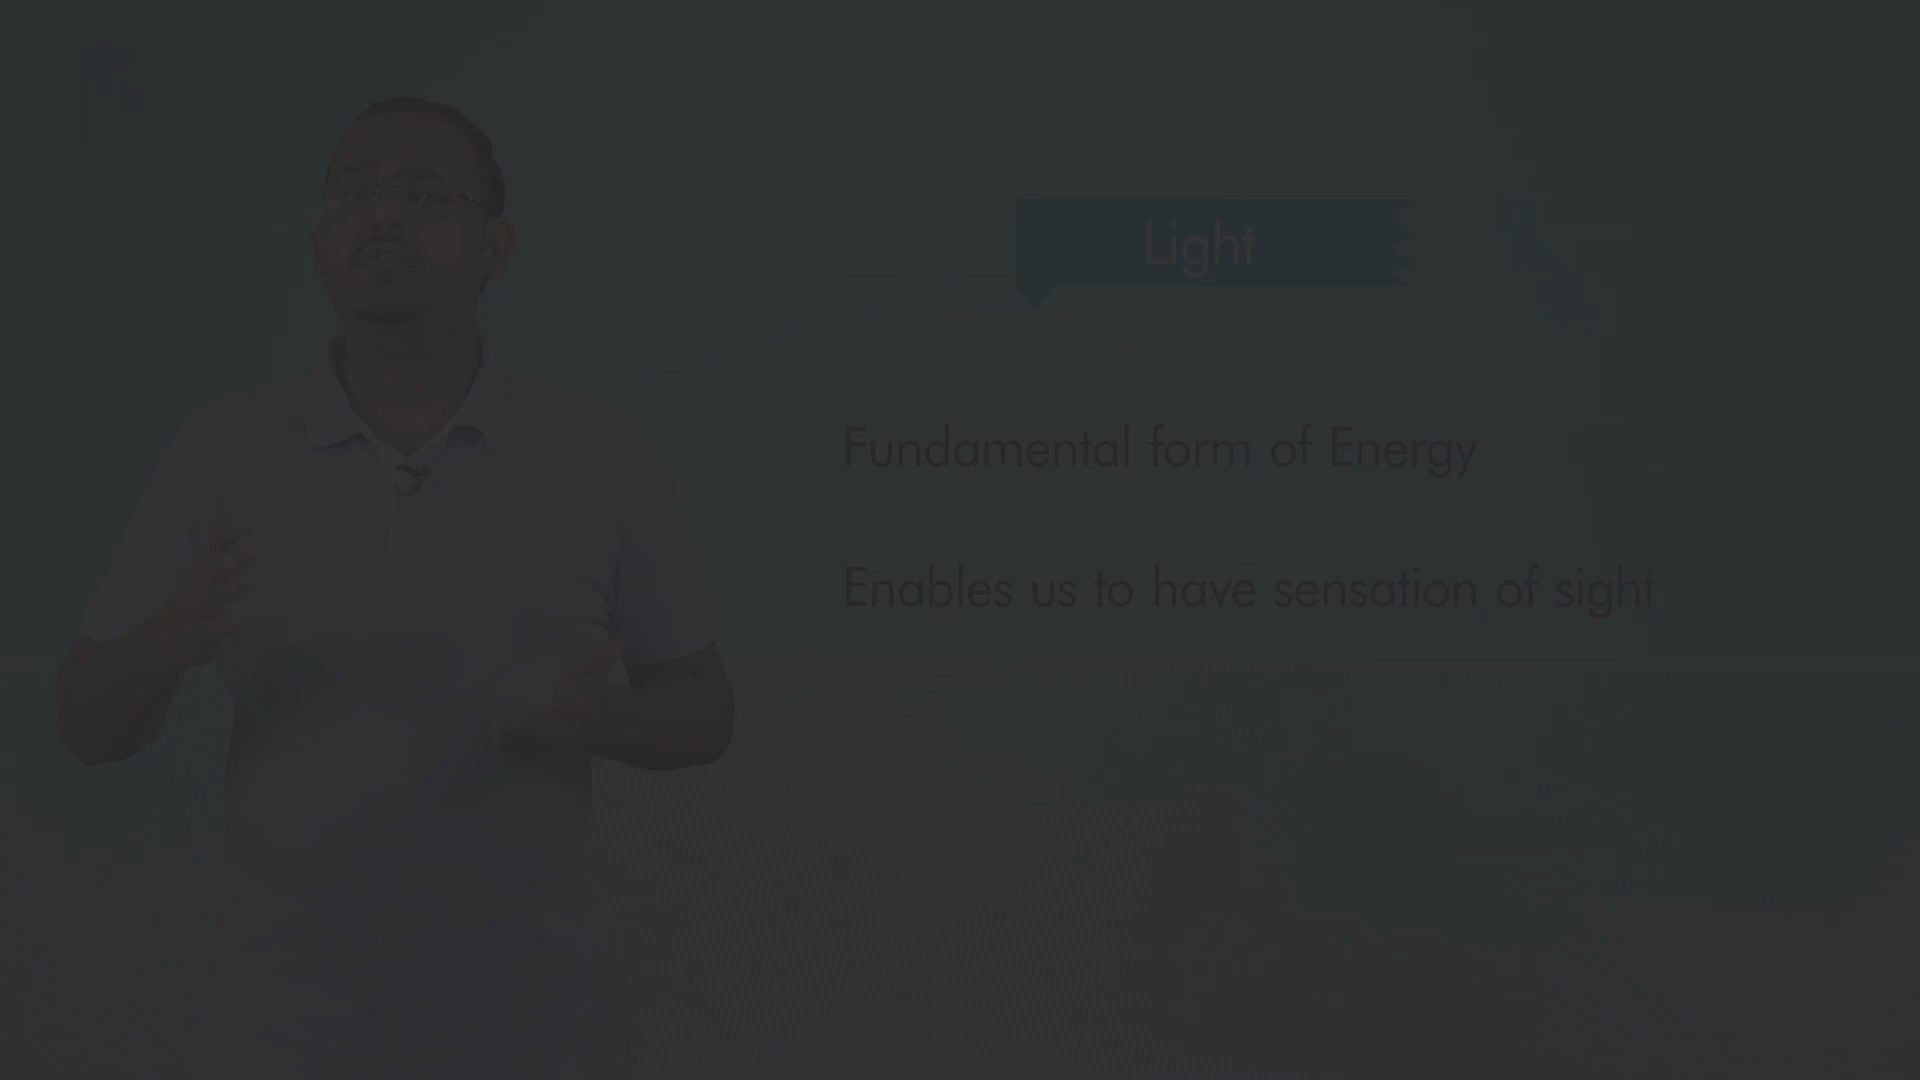 Light
Fundamental form of Energy
Enables us to have sensation of sight